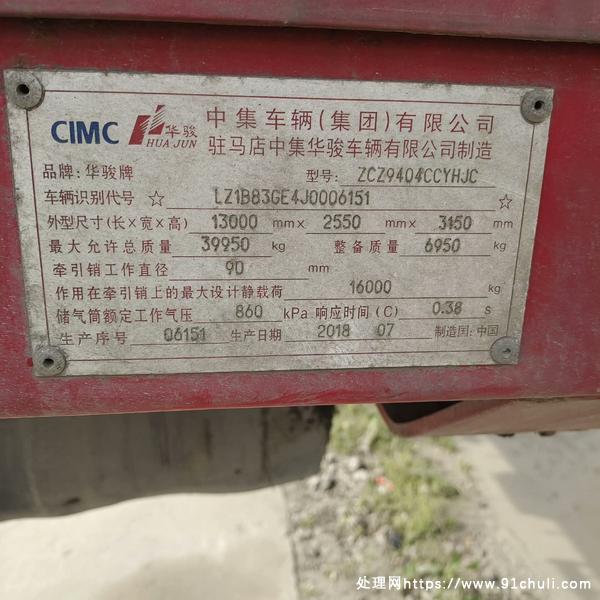 CIMC 华骏 HUA JUN 中集车辆(集团)有限公司
驻马店中集华骏车辆有限公司制造
品牌: 华骏牌 型号: ZCZ9404CCYHJC
车辆识别代号 ☆ LZ1B83GE4J0006151 ☆
外型尺寸(长×宽×高) 13000 mm× 2550 mm× 3150 mm
最大允许总质量 39950 kg 整备质量 6950 kg
牵引销工作直径 90 mm
作用在牵引销上的最大设计静载荷 16000 kg
储气筒额定工作气压 860 kPa 响应时间(C) 0.38 s
生产序号 06151 生产日期 2018 07 制造国: 中国
处理网https://www.91chuli.com/